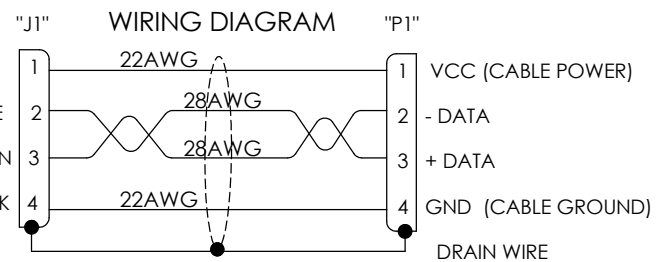 "J1" WIRING DIAGRAM "P1"
1 22AWG 1 VCC (CABLE POWER)
2 28AWG 2 - DATA
3 28AWG 3 + DATA
4 22AWG 4 GND (CABLE GROUND)
DRAIN WIRE